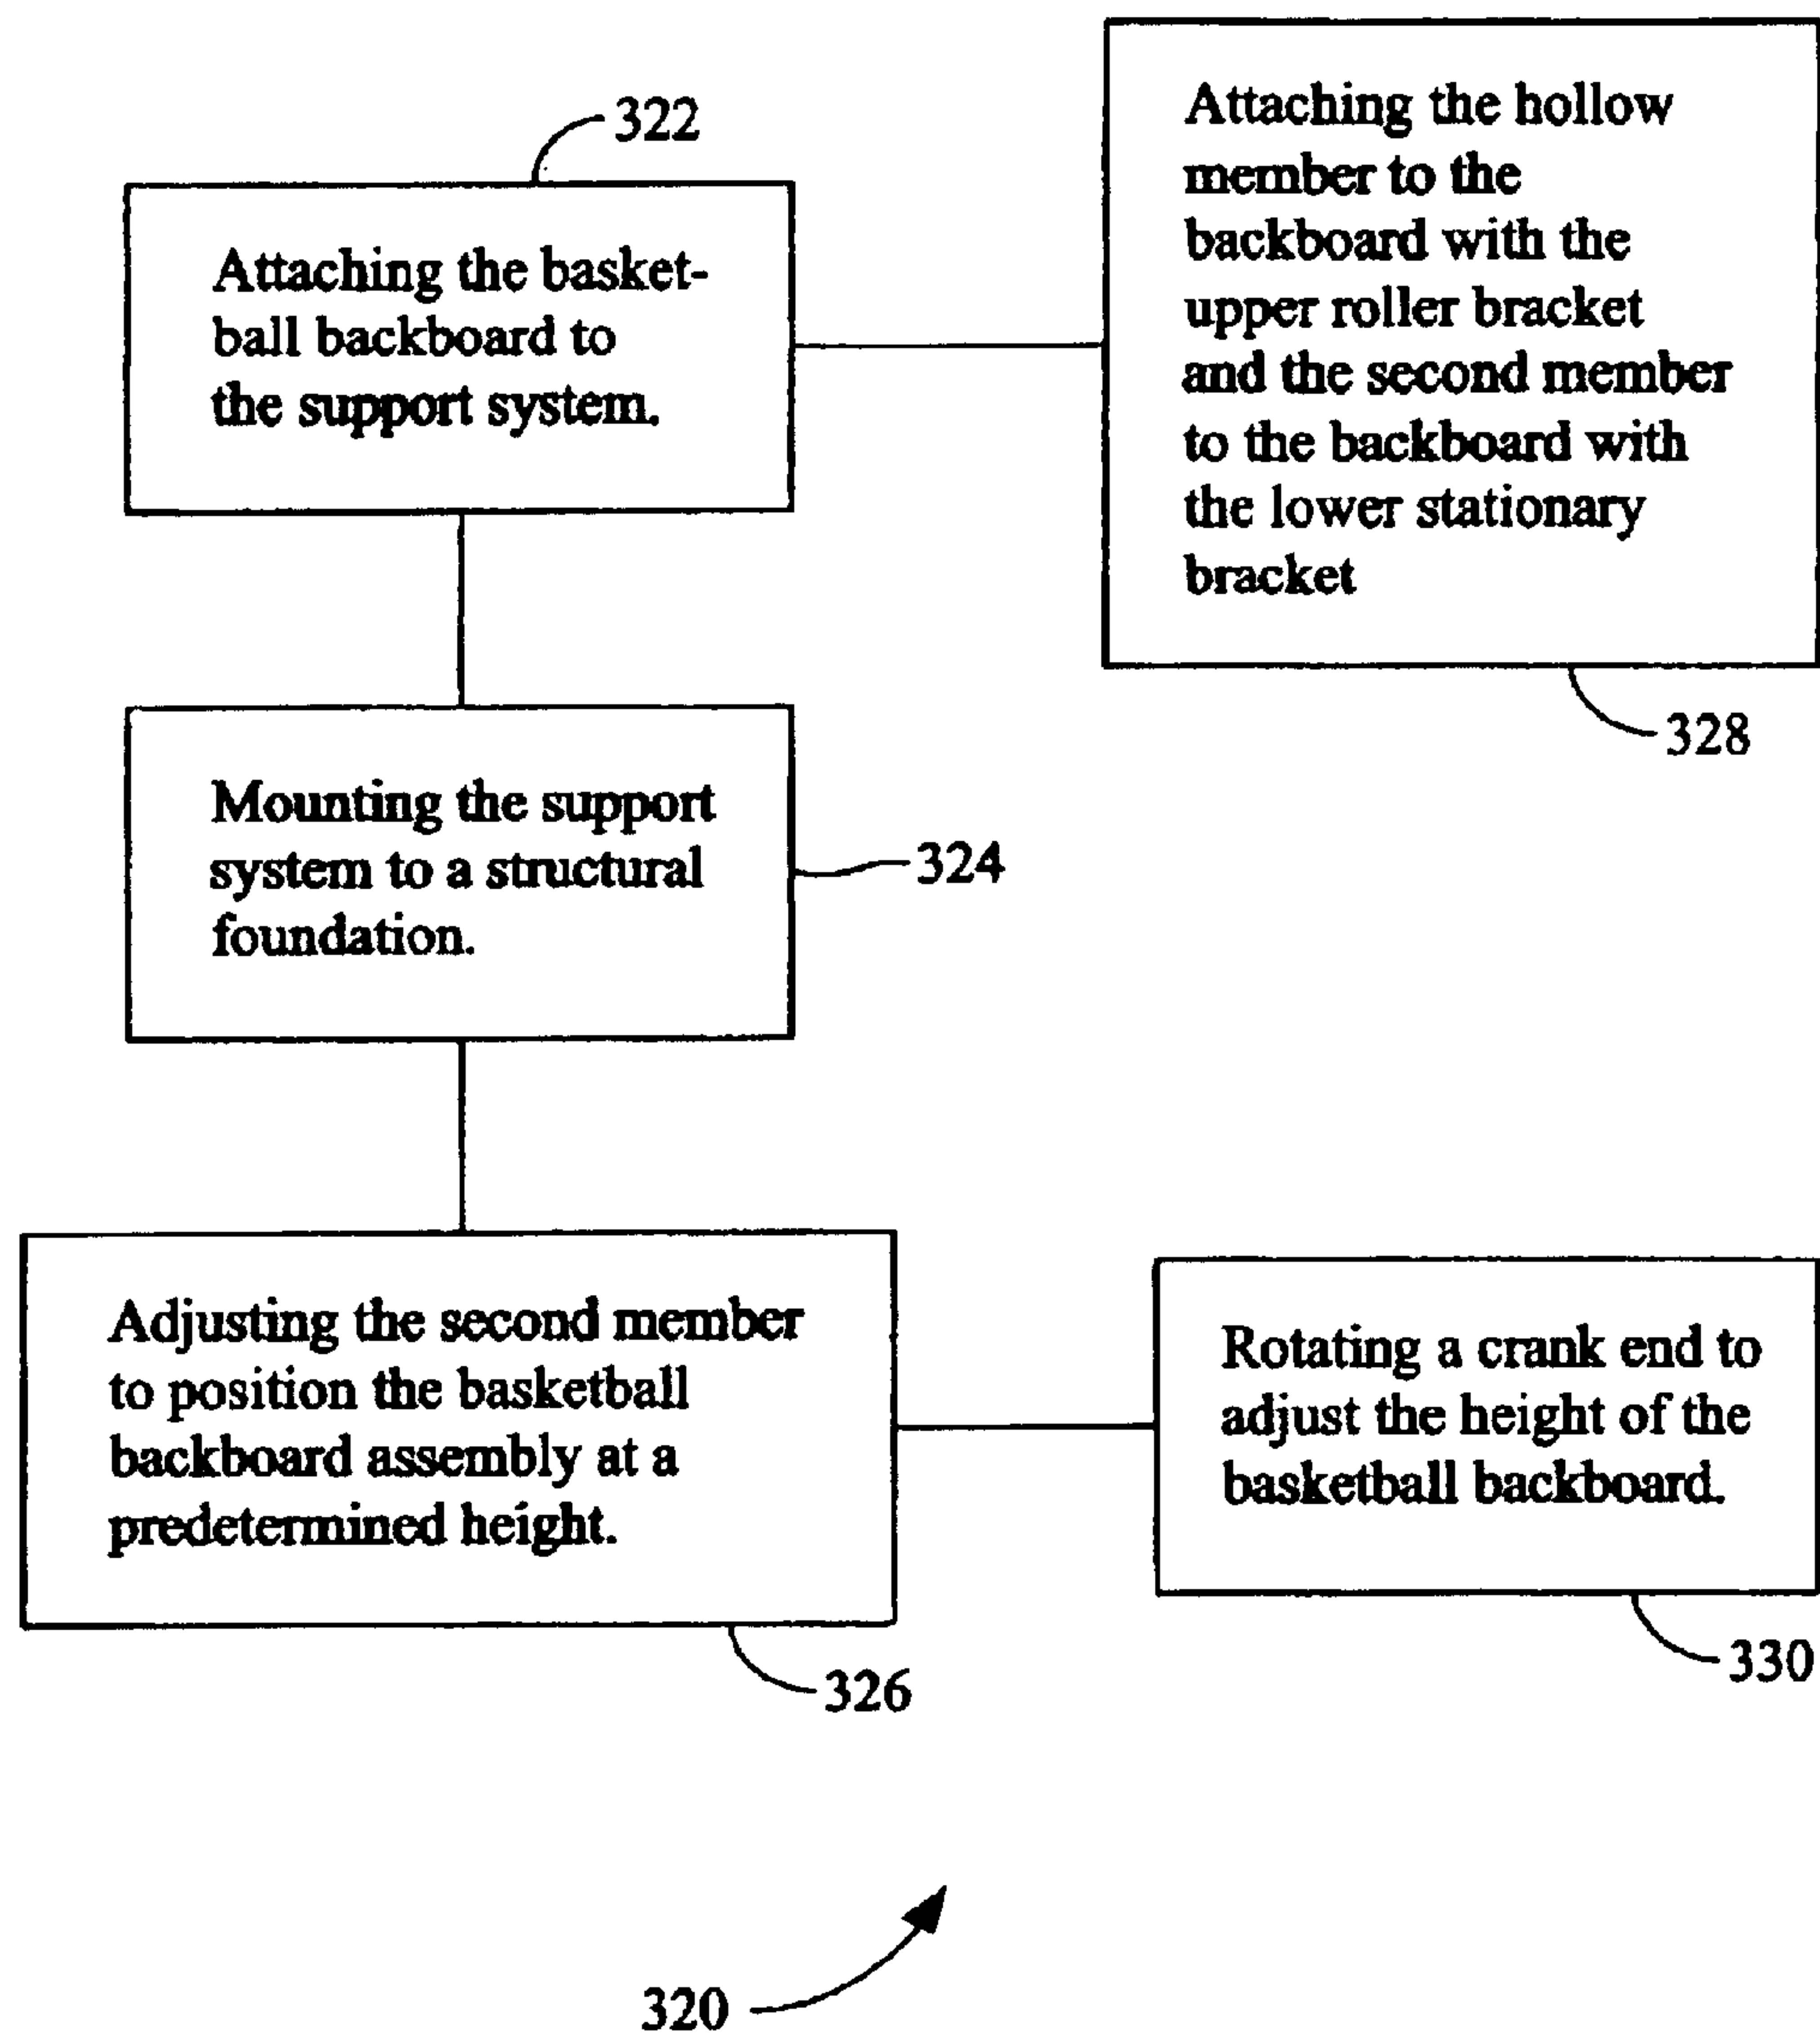 322
Attaching the basket-
ball backboard to
the support system.
Attaching the hollow
member to the
backboard with the
upper roller bracket
and the second member
to the backboard with
the lower stationary
bracket
328
Mounting the support
system to a structural
foundation.
324
Adjusting the second member
to position the basketball
backboard assembly at a
predetermined height.
326
Rotating a crank end to
adjust the height of the
basketball backboard.
330
320